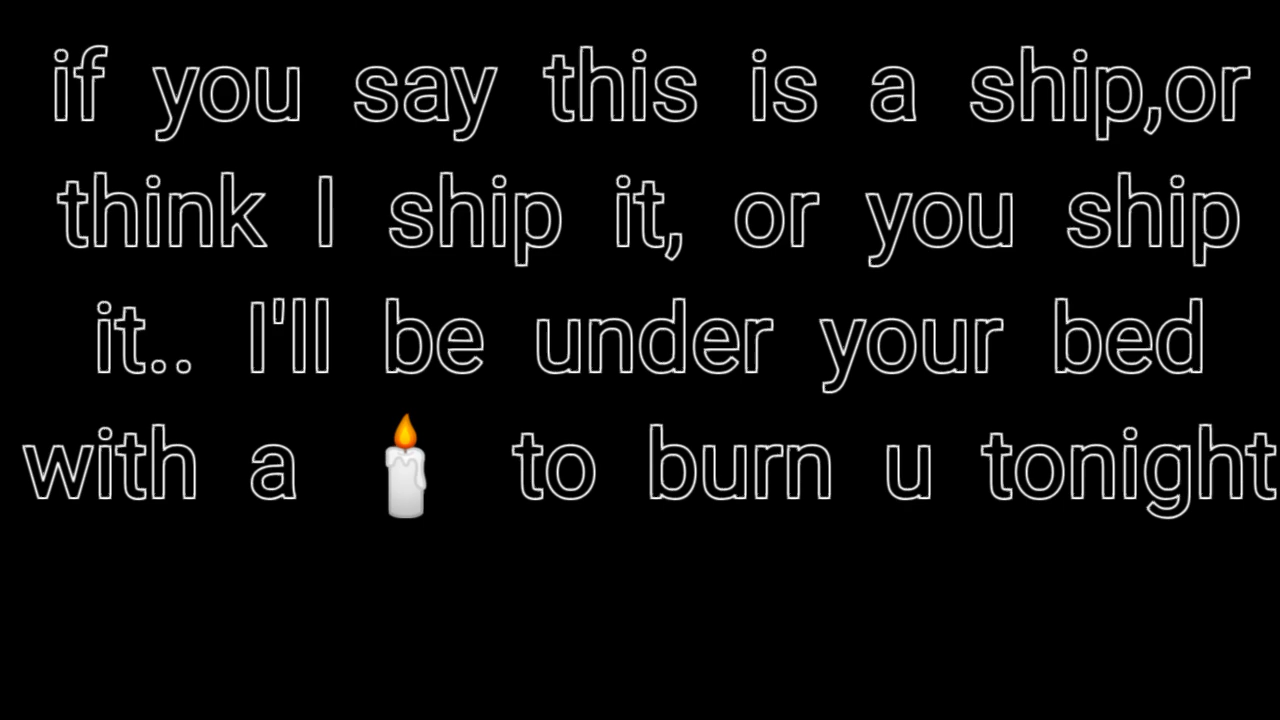 if you say this is a ship,or
think I ship it, or you ship
it.. I'll be under your bed
with a 🕯️ to burn u tonight